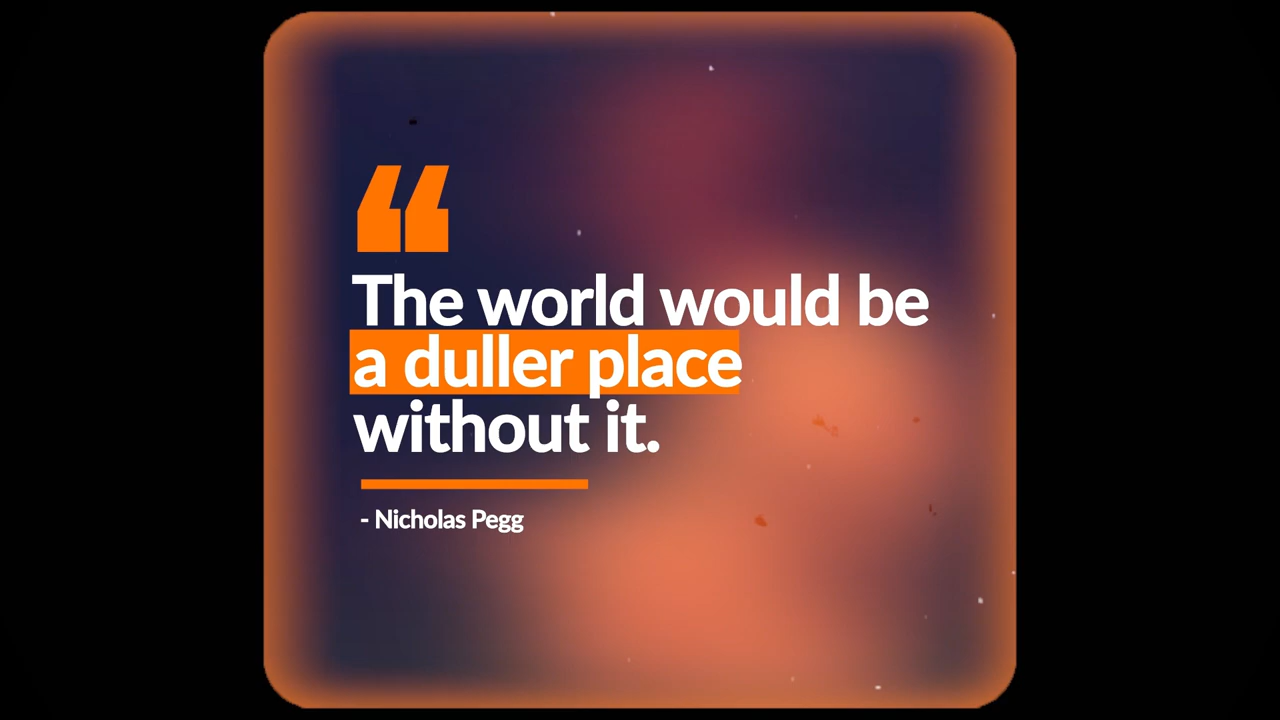 “
The world would be
a duller place
without it.
- Nicholas Pegg